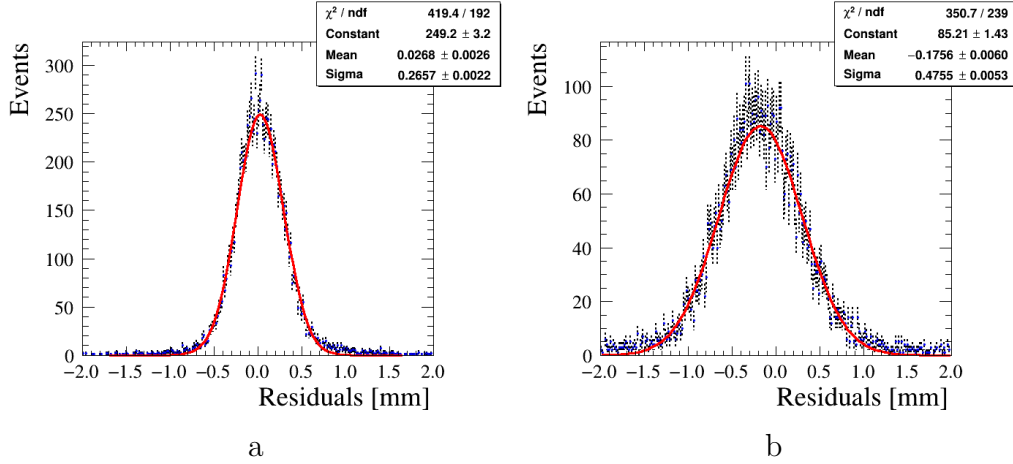 χ² / ndf 419.4 / 192
Constant 249.2 ± 3.2
Mean 0.0268 ± 0.0026
Sigma 0.2657 ± 0.0022
Events
300
250
200
150
100
50
0
−2.0 −1.5 −1.0 −0.5 0.0 0.5 1.0 1.5 2.0
Residuals [mm]
a
χ² / ndf 350.7 / 239
Constant 85.21 ± 1.43
Mean −0.1756 ± 0.0060
Sigma 0.4755 ± 0.0053
Events
100
80
60
40
20
0
−2.0 −1.5 −1.0 −0.5 0.0 0.5 1.0 1.5 2.0
Residuals [mm]
b